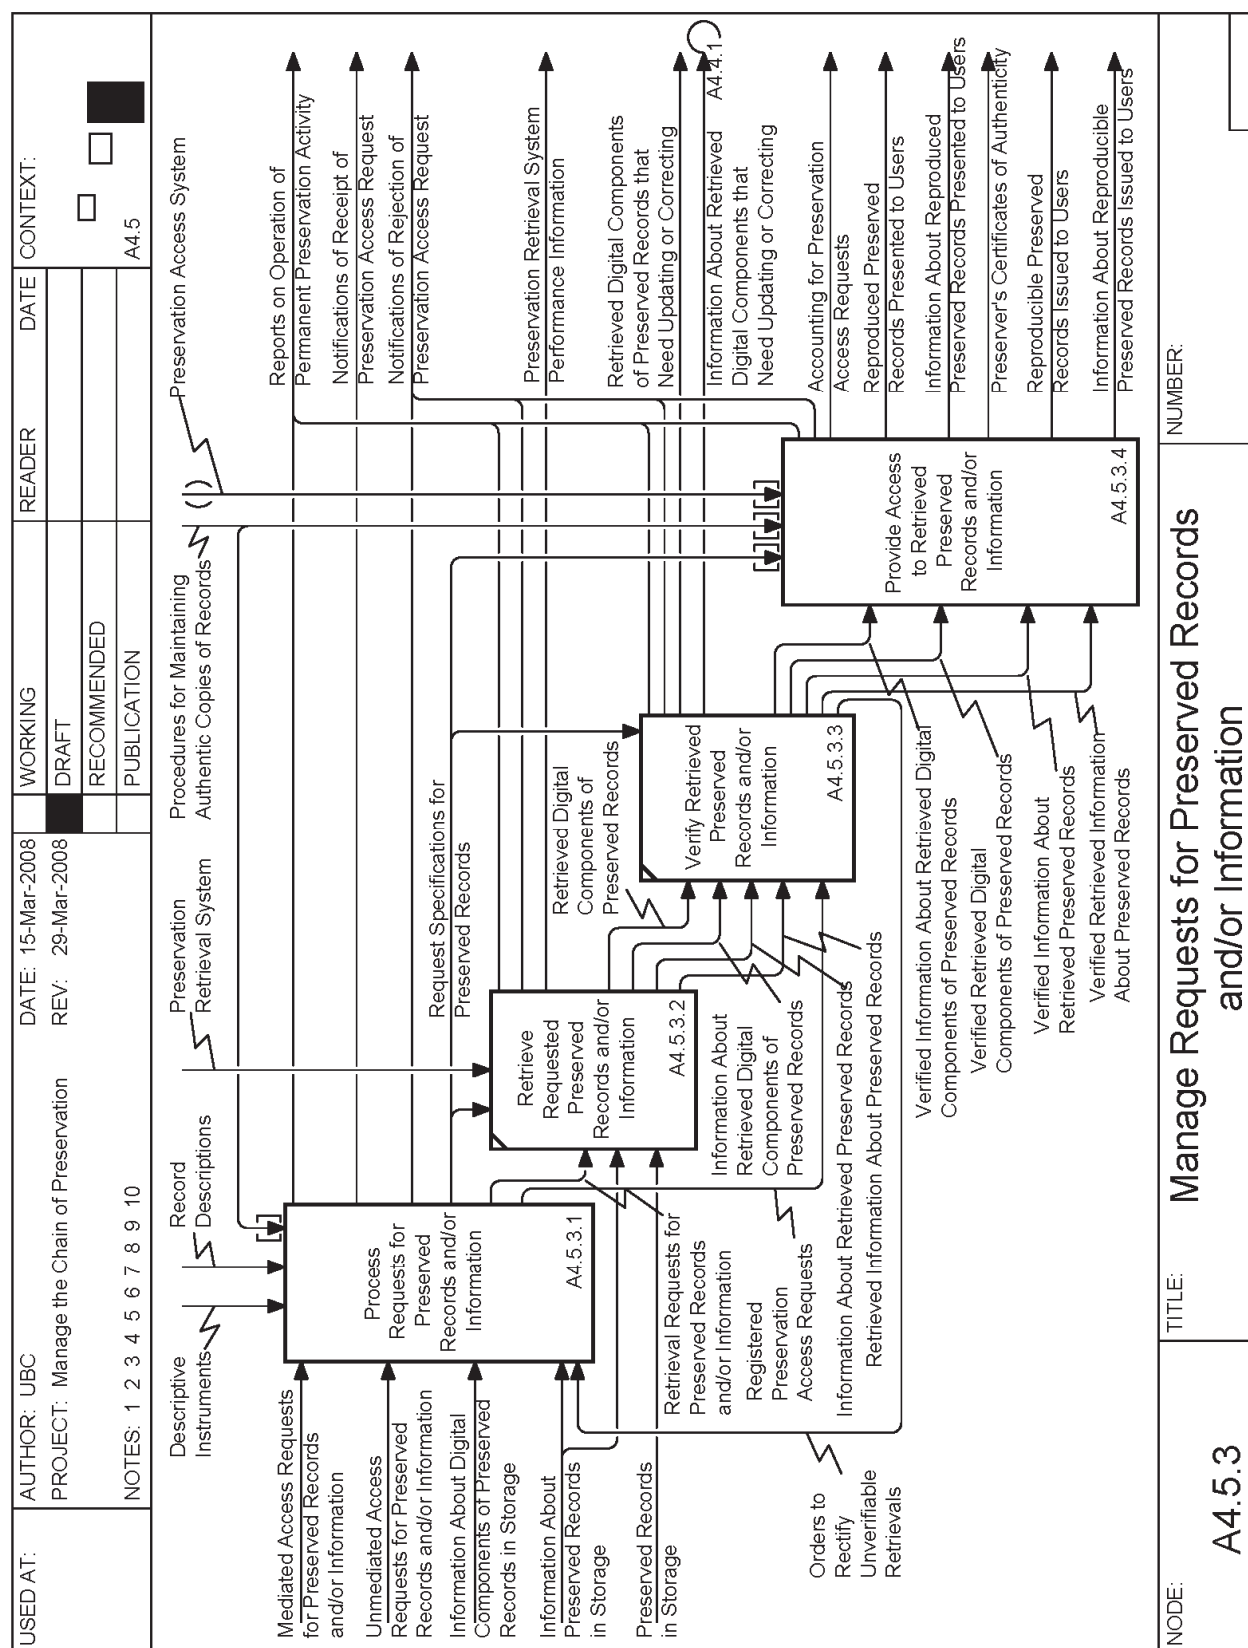 USED AT:
AUTHOR: UBC
PROJECT: Manage the Chain of Preservation
NOTES: 1 2 3 4 5 6 7 8 9 10
DATE: 15-Mar-2008
REV: 29-Mar-2008
WORKING
DRAFT
RECOMMENDED
PUBLICATION
READER
DATE
CONTEXT:
A4.5
Descriptive
Instruments
Record
Descriptions
Preservation
Retrieval System
Procedures for Maintaining
Authentic Copies of Records
Preservation Access System
Mediated Access Requests
for Preserved Records
and/or Information
Unmediated Access
Requests for Preserved
Records and/or Information
Information About Digital
Components of Preserved
Records in Storage
Information About
Preserved Records
in Storage
Preserved Records
in Storage
Orders to
Rectify
Unverifiable
Retrievals
Process
Requests for
Preserved
Records and/or
Information
A4.5.3.1
Retrieval Requests for
Preserved Records
and/or Information
Registered
Preservation
Access Requests
Request Specifications for
Preserved Records
Retrieve
Requested
Preserved
Records and/or
Information
A4.5.3.2
Retrieved Digital
Components of
Preserved Records
Information About
Retrieved Digital
Components of
Preserved Records
Information About Retrieved Preserved Records
Retrieved Information About Preserved Records
Verify Retrieved
Preserved
Records and/or
Information
A4.5.3.3
Verified Information About Retrieved Digital
Components of Preserved Records
Verified Retrieved Digital
Components of Preserved Records
Verified Information About
Retrieved Preserved Records
Verified Retrieved Information
About Preserved Records
Provide Access
to Retrieved
Preserved
Records and/or
Information
A4.5.3.4
Reports on Operation of
Permanent Preservation Activity
Notifications of Receipt of
Preservation Access Request
Notifications of Rejection of
Preservation Access Request
Preservation Retrieval System
Performance Information
Retrieved Digital Components
of Preserved Records that
Need Updating or Correcting
Information About Retrieved
Digital Components that
Need Updating or Correcting
A4.4.1
Accounting for Preservation
Access Requests
Reproduced Preserved
Records Presented to Users
Information About Reproduced
Preserved Records Presented to Users
Preserver's Certificates of Authenticity
Reproducible Preserved
Records Issued to Users
Information About Reproducible
Preserved Records Issued to Users
NODE:
A4.5.3
TITLE:
Manage Requests for Preserved Records
and/or Information
NUMBER: